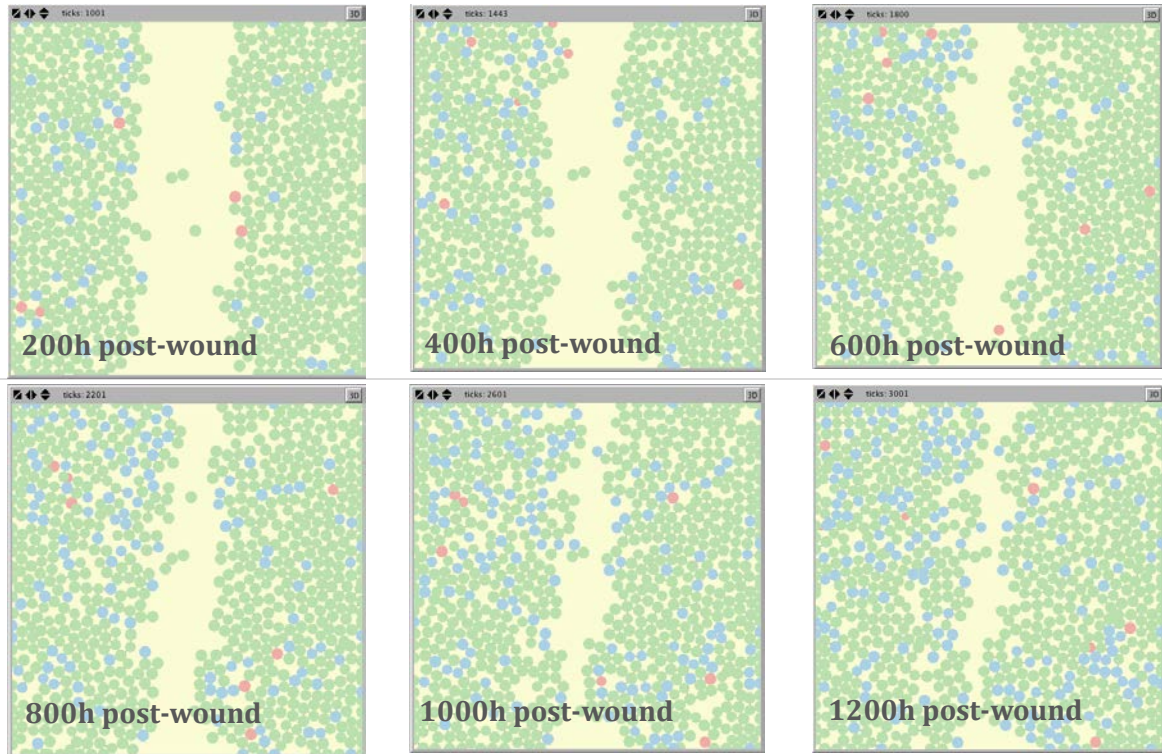 ticks: 1001
3D
ticks: 1443
3D
ticks: 1800
3D
200h post-wound
400h post-wound
600h post-wound
ticks: 2201
3D
ticks: 2601
3D
ticks: 3001
3D
800h post-wound
1000h post-wound
1200h post-wound